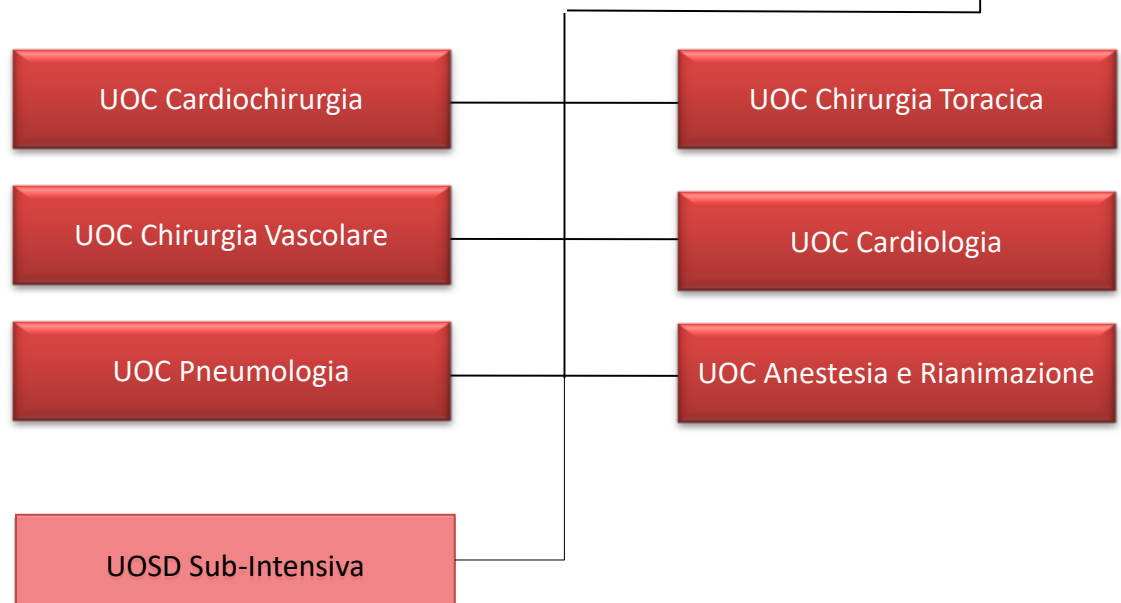 UOC Cardiochirurgia
UOC Chirurgia Toracica
UOC Chirurgia Vascolare
UOC Cardiologia
UOC Pneumologia
UOC Anestesia e Rianimazione
UOSD Sub-Intensiva